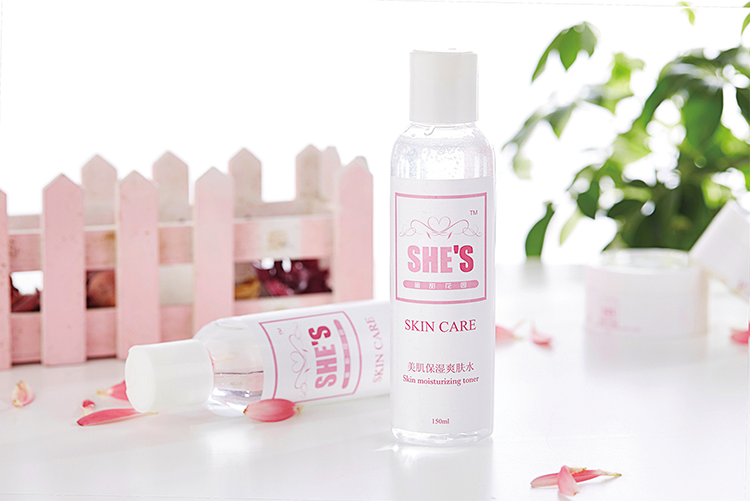 TM
SHE'S
SKIN CARE
美肌保湿爽肤水
Skin moisturizing toner
150ml
SHE'S
SKIN CARE